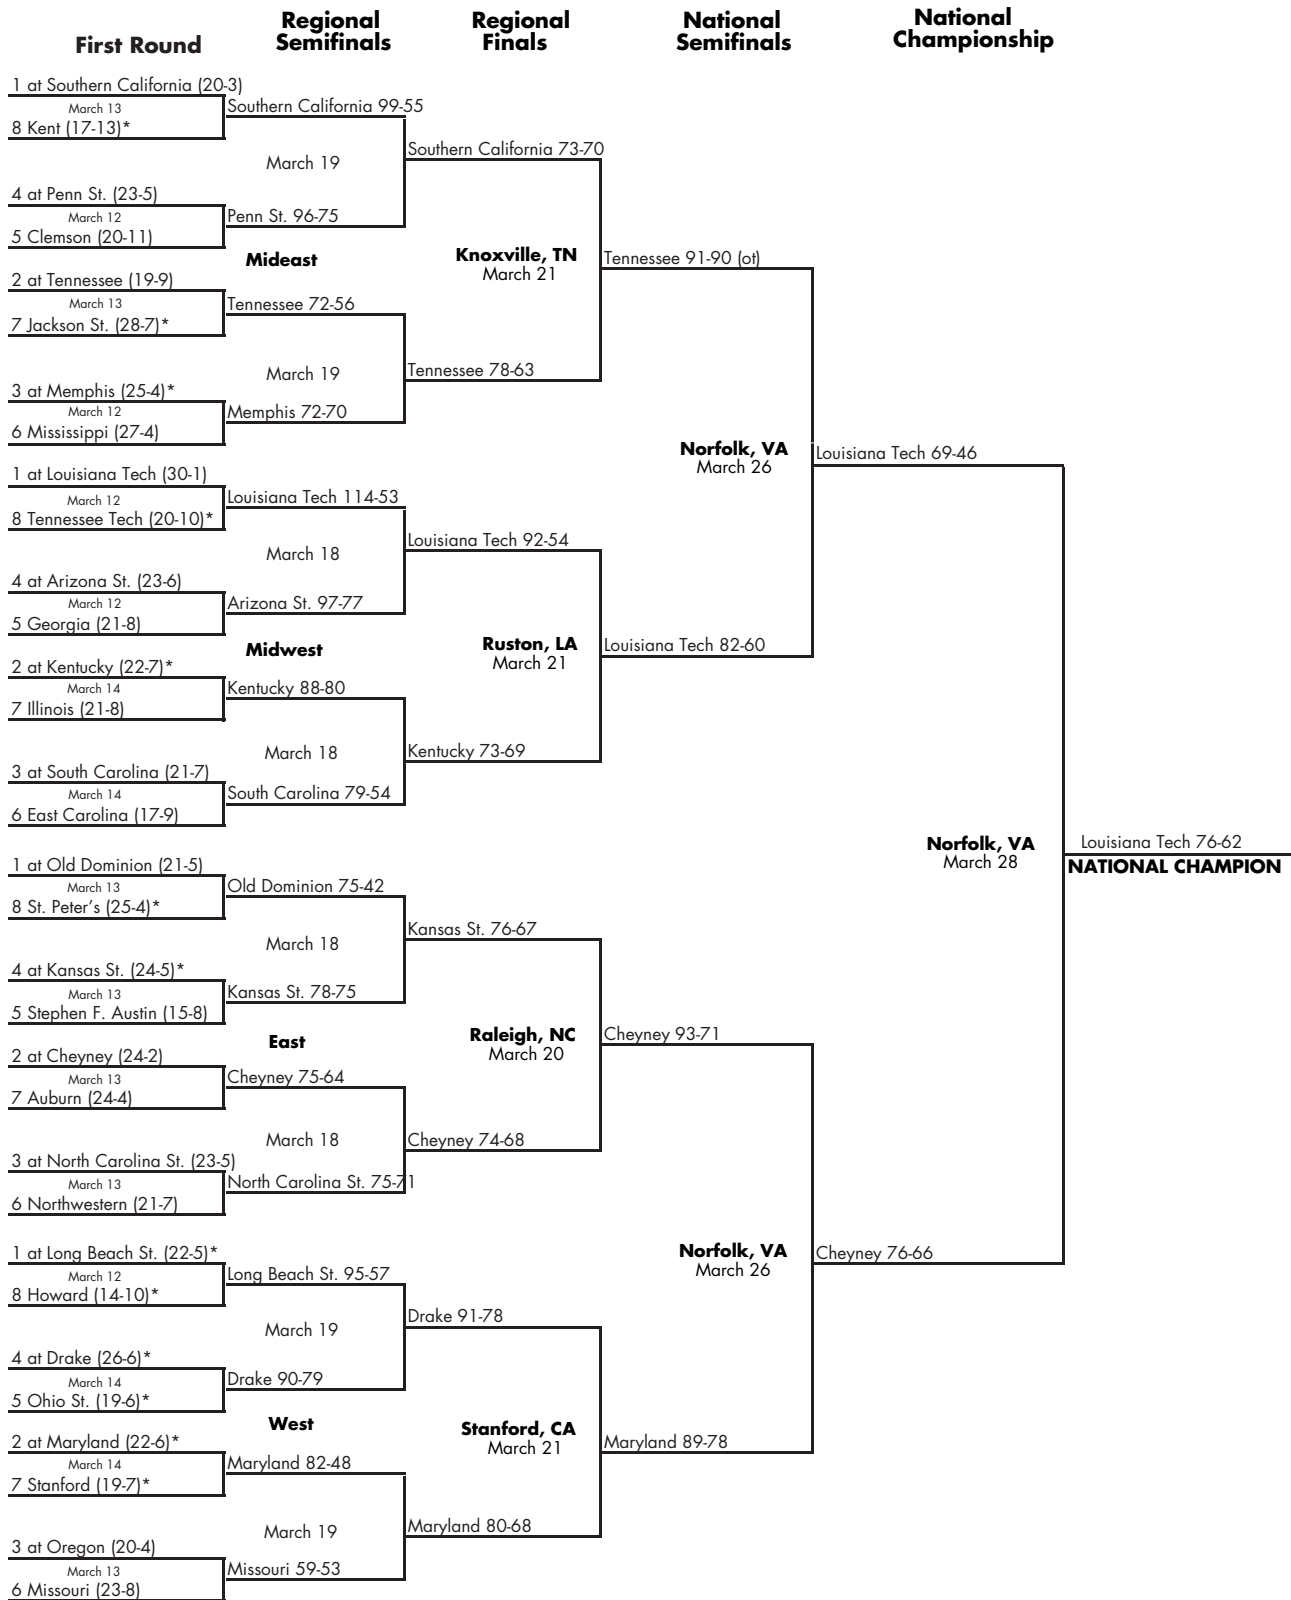 First Round
Regional
Semifinals
Regional
Finals
National
Semifinals
National
Championship
1 at Southern California (20-3)
March 13
8 Kent (17-13)*
Southern California 99-55
March 19
4 at Penn St. (23-5)
March 12
5 Clemson (20-11)
Penn St. 96-75
Southern California 73-70
Mideast
2 at Tennessee (19-9)
March 13
7 Jackson St. (28-7)*
Tennessee 72-56
March 19
3 at Memphis (25-4)*
March 12
6 Mississippi (27-4)
Memphis 72-70
Tennessee 78-63
Knoxville, TN
March 21
Tennessee 91-90 (ot)
1 at Louisiana Tech (30-1)
March 12
8 Tennessee Tech (20-10)*
Louisiana Tech 114-53
March 18
4 at Arizona St. (23-6)
March 12
5 Georgia (21-8)
Arizona St. 97-77
Louisiana Tech 92-54
Midwest
2 at Kentucky (22-7)*
March 14
7 Illinois (21-8)
Kentucky 88-80
March 18
3 at South Carolina (21-7)
March 14
6 East Carolina (17-9)
South Carolina 79-54
Kentucky 73-69
Ruston, LA
March 21
Louisiana Tech 82-60
Norfolk, VA
March 26
Louisiana Tech 69-46
1 at Old Dominion (21-5)
March 13
8 St. Peter's (25-4)*
Old Dominion 75-42
March 18
4 at Kansas St. (24-5)*
March 13
5 Stephen F. Austin (15-8)
Kansas St. 78-75
Kansas St. 76-67
East
2 at Cheyney (24-2)
March 13
7 Auburn (24-4)
Cheyney 75-64
March 18
3 at North Carolina St. (23-5)
March 13
6 Northwestern (21-7)
North Carolina St. 75-71
Cheyney 74-68
Raleigh, NC
March 20
Cheyney 93-71
1 at Long Beach St. (22-5)*
March 12
8 Howard (14-10)*
Long Beach St. 95-57
March 19
4 at Drake (26-6)*
March 14
5 Ohio St. (19-6)*
Drake 90-79
Drake 91-78
West
2 at Maryland (22-6)*
March 14
7 Stanford (19-7)*
Maryland 82-48
March 19
3 at Oregon (20-4)
March 13
6 Missouri (23-8)
Missouri 59-53
Maryland 80-68
Stanford, CA
March 21
Maryland 89-78
Norfolk, VA
March 26
Cheyney 76-66
Norfolk, VA
March 28
Louisiana Tech 76-62
NATIONAL CHAMPION